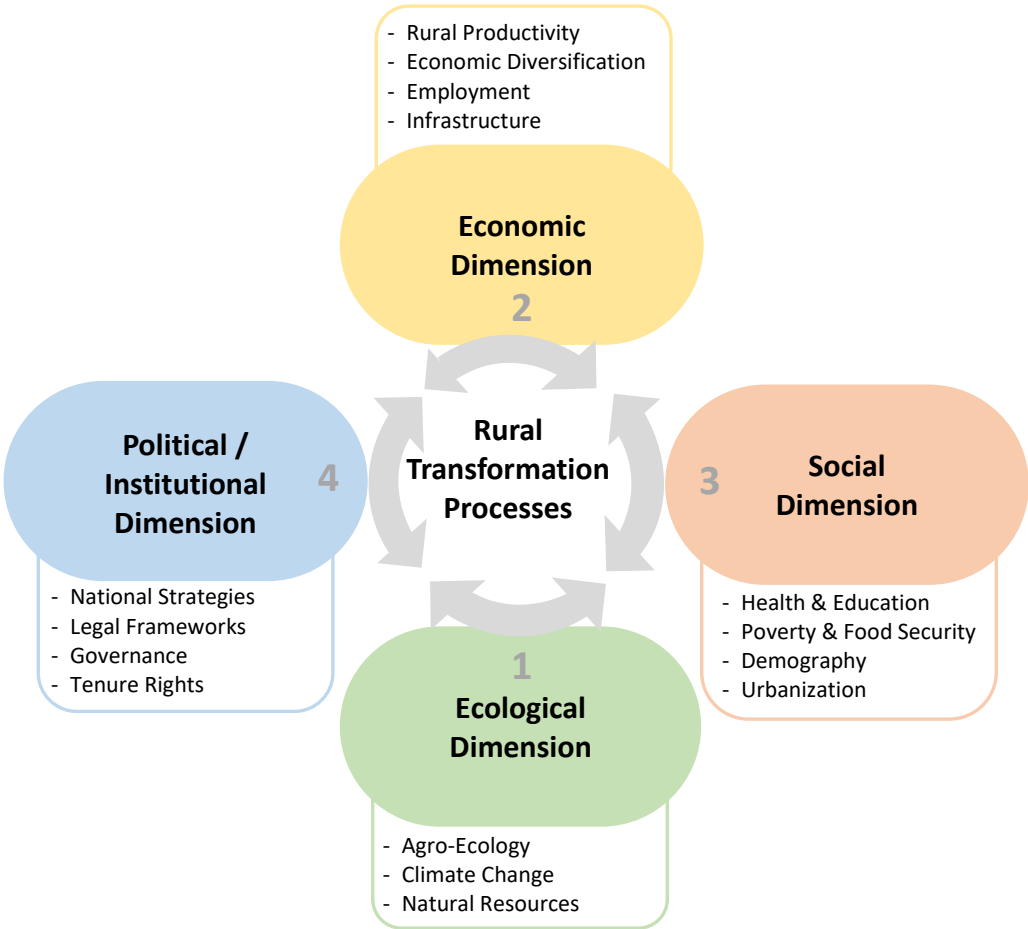 - Rural Productivity
- Economic Diversification
- Employment
- Infrastructure
Economic
Dimension
2
Political /
Institutional
Dimension
4
- National Strategies
- Legal Frameworks
- Governance
- Tenure Rights
Rural
Transformation
Processes
3
Social
Dimension
- Health & Education
- Poverty & Food Security
- Demography
- Urbanization
1
Ecological
Dimension
- Agro-Ecology
- Climate Change
- Natural Resources